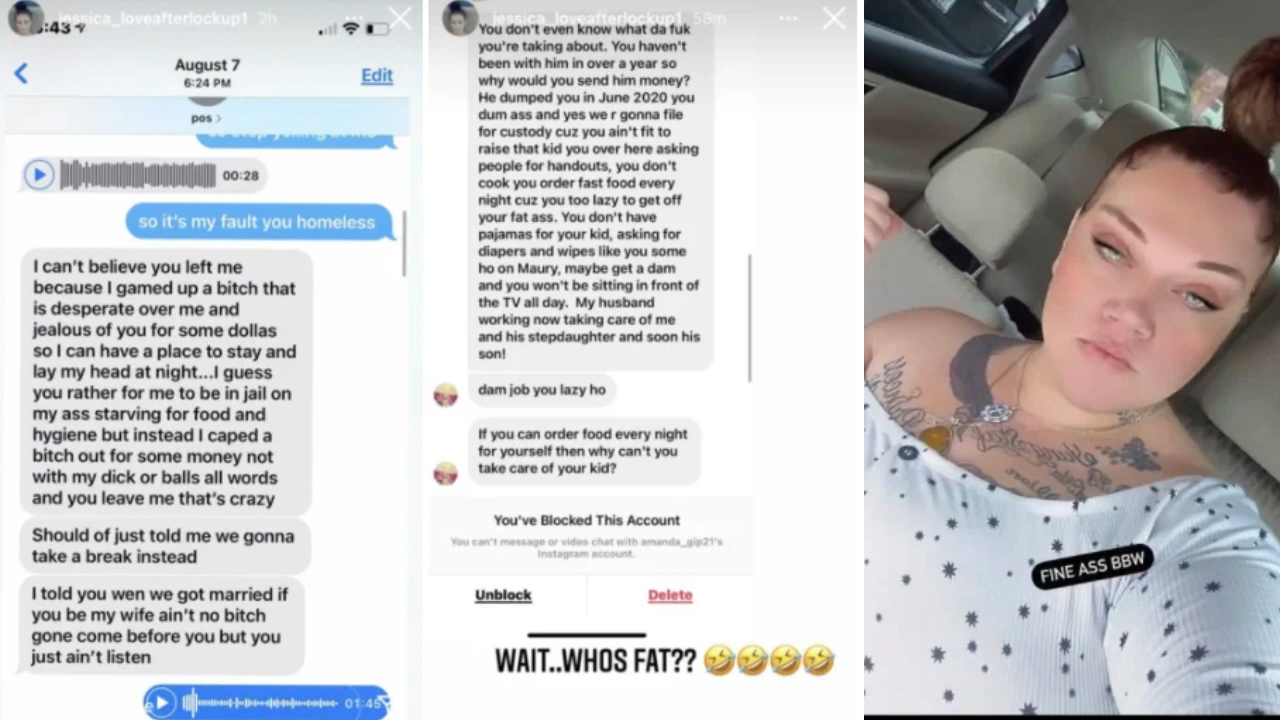 jessica_loveafterlockup1 2h
:43
August 7
6:24 PM
Edit
pos >
00:28
so it's my fault you homeless
I can't believe you left me
because I gamed up a bitch that
is desperate over me and
jealous of you for some dollas
so I can have a place to stay and
lay my head at night...I guess
you rather for me to be in jail on
my ass starving for food and
hygiene but instead I caped a
bitch out for some money not
with my dick or balls all words
and you leave me that's crazy
Should of just told me we gonna
take a break instead
I told you wen we got married if
you be my wife ain't no bitch
gone come before you but you
just ain't listen
01:45
jessica_loveafterlockup1 58m
You don't even know what da fuk
you're taking about. You haven't
been with him in over a year so
why would you send him money?
He dumped you in June 2020 you
dum ass and yes we r gonna file
for custody cuz you ain't fit to
raise that kid you over here asking
people for handouts, you don't
cook you order fast food every
night cuz you too lazy to get off
your fat ass. You don't have
pajamas for your kid, asking for
diapers and wipes like you some
ho on Maury, maybe get a dam
and you won't be sitting in front of
the TV all day. My husband
working now taking care of me
and his stepdaughter and soon his
son!
dam job you lazy ho
If you can order food every night
for yourself then why can't you
take care of your kid?
You've Blocked This Account
You can't message or video chat with amanda_gip21's
Instagram account.
Unblock
Delete
WAIT..WHOS FAT?? 🤣🤣🤣🤣
FINE ASS BBW